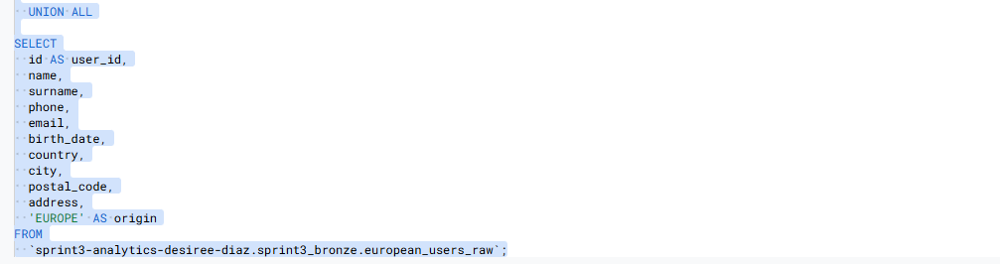 UNION ALL
SELECT
id AS user_id,
name,
surname,
phone,
email,
birth_date,
country,
city,
postal_code,
address,
'EUROPE' AS origin
FROM
`sprint3-analytics-desiree-diaz.sprint3_bronze.european_users_raw`;